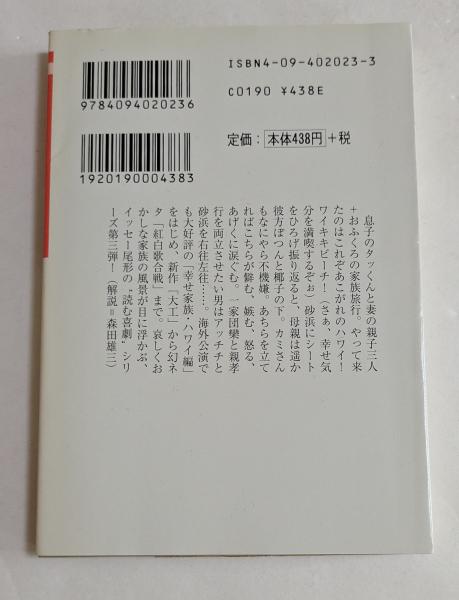 ISBN4-09-402023-3
C0190 ¥438E
定価：本体438円+税
9784094020236
1920190004383
息子のタッくんと妻の親子三人
＋おふくろの家族旅行。やって来
たのはこれぞあこがれのハワイ！
ワイキキビーチ！（さぁ、幸せ気
分を満喫するぞぉ）砂浜にシート
をひろげ振り返ると、母親は遥か
彼方ぽつんと椰子の下。カミさん
もなにやら不機嫌。あちらを立て
ればこちらが僻む、嫉む、怒る、
あげくに涙ぐむ。一家団欒と親孝
行を両立させたい男はアッチチと
砂浜を右往左往……。海外公演で
も大好評の「幸せ家族・ハワイ編」
をはじめ、新作「大工」から幻ネ
タ「紅白歌合戦」まで。哀しくお
かしな家族の風景が目に浮かぶ、
イッセー尾形の〝読む喜劇〟シリ
ーズ第三弾！（解説＝森田雄三）